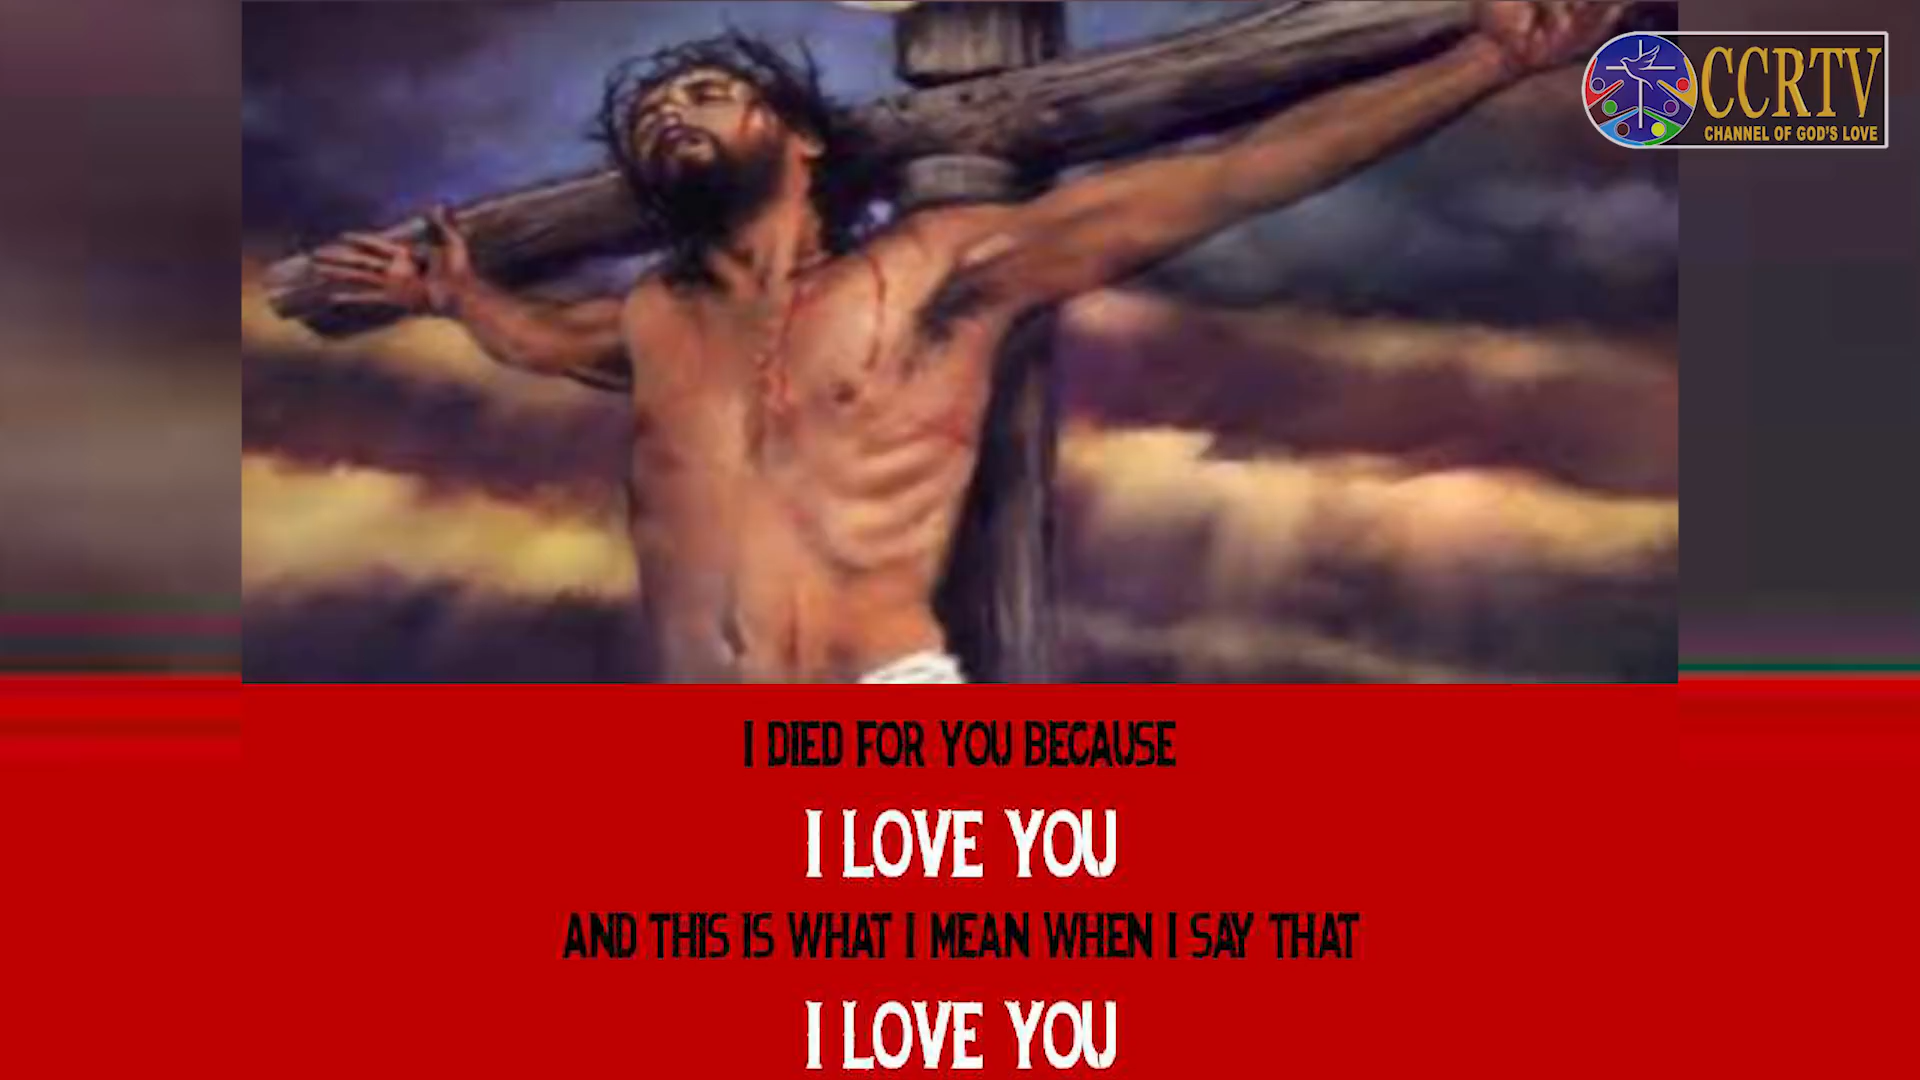 CCRTV
CHANNEL OF GOD'S LOVE
I DIED FOR YOU BECAUSE
I LOVE YOU
AND THIS IS WHAT I MEAN WHEN I SAY THAT
I LOVE YOU